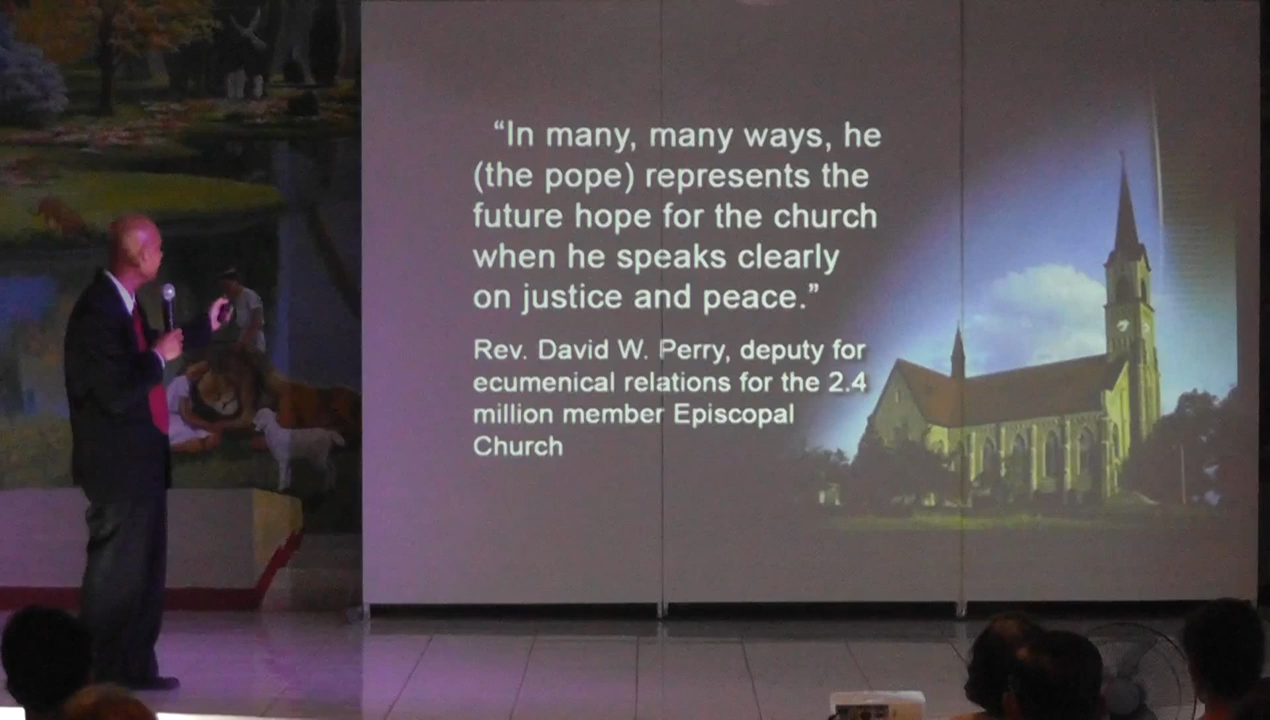 “In many, many ways, he
(the pope) represents the
future hope for the church
when he speaks clearly
on justice and peace.”
Rev. David W. Perry, deputy for
ecumenical relations for the 2.4
million member Episcopal
Church